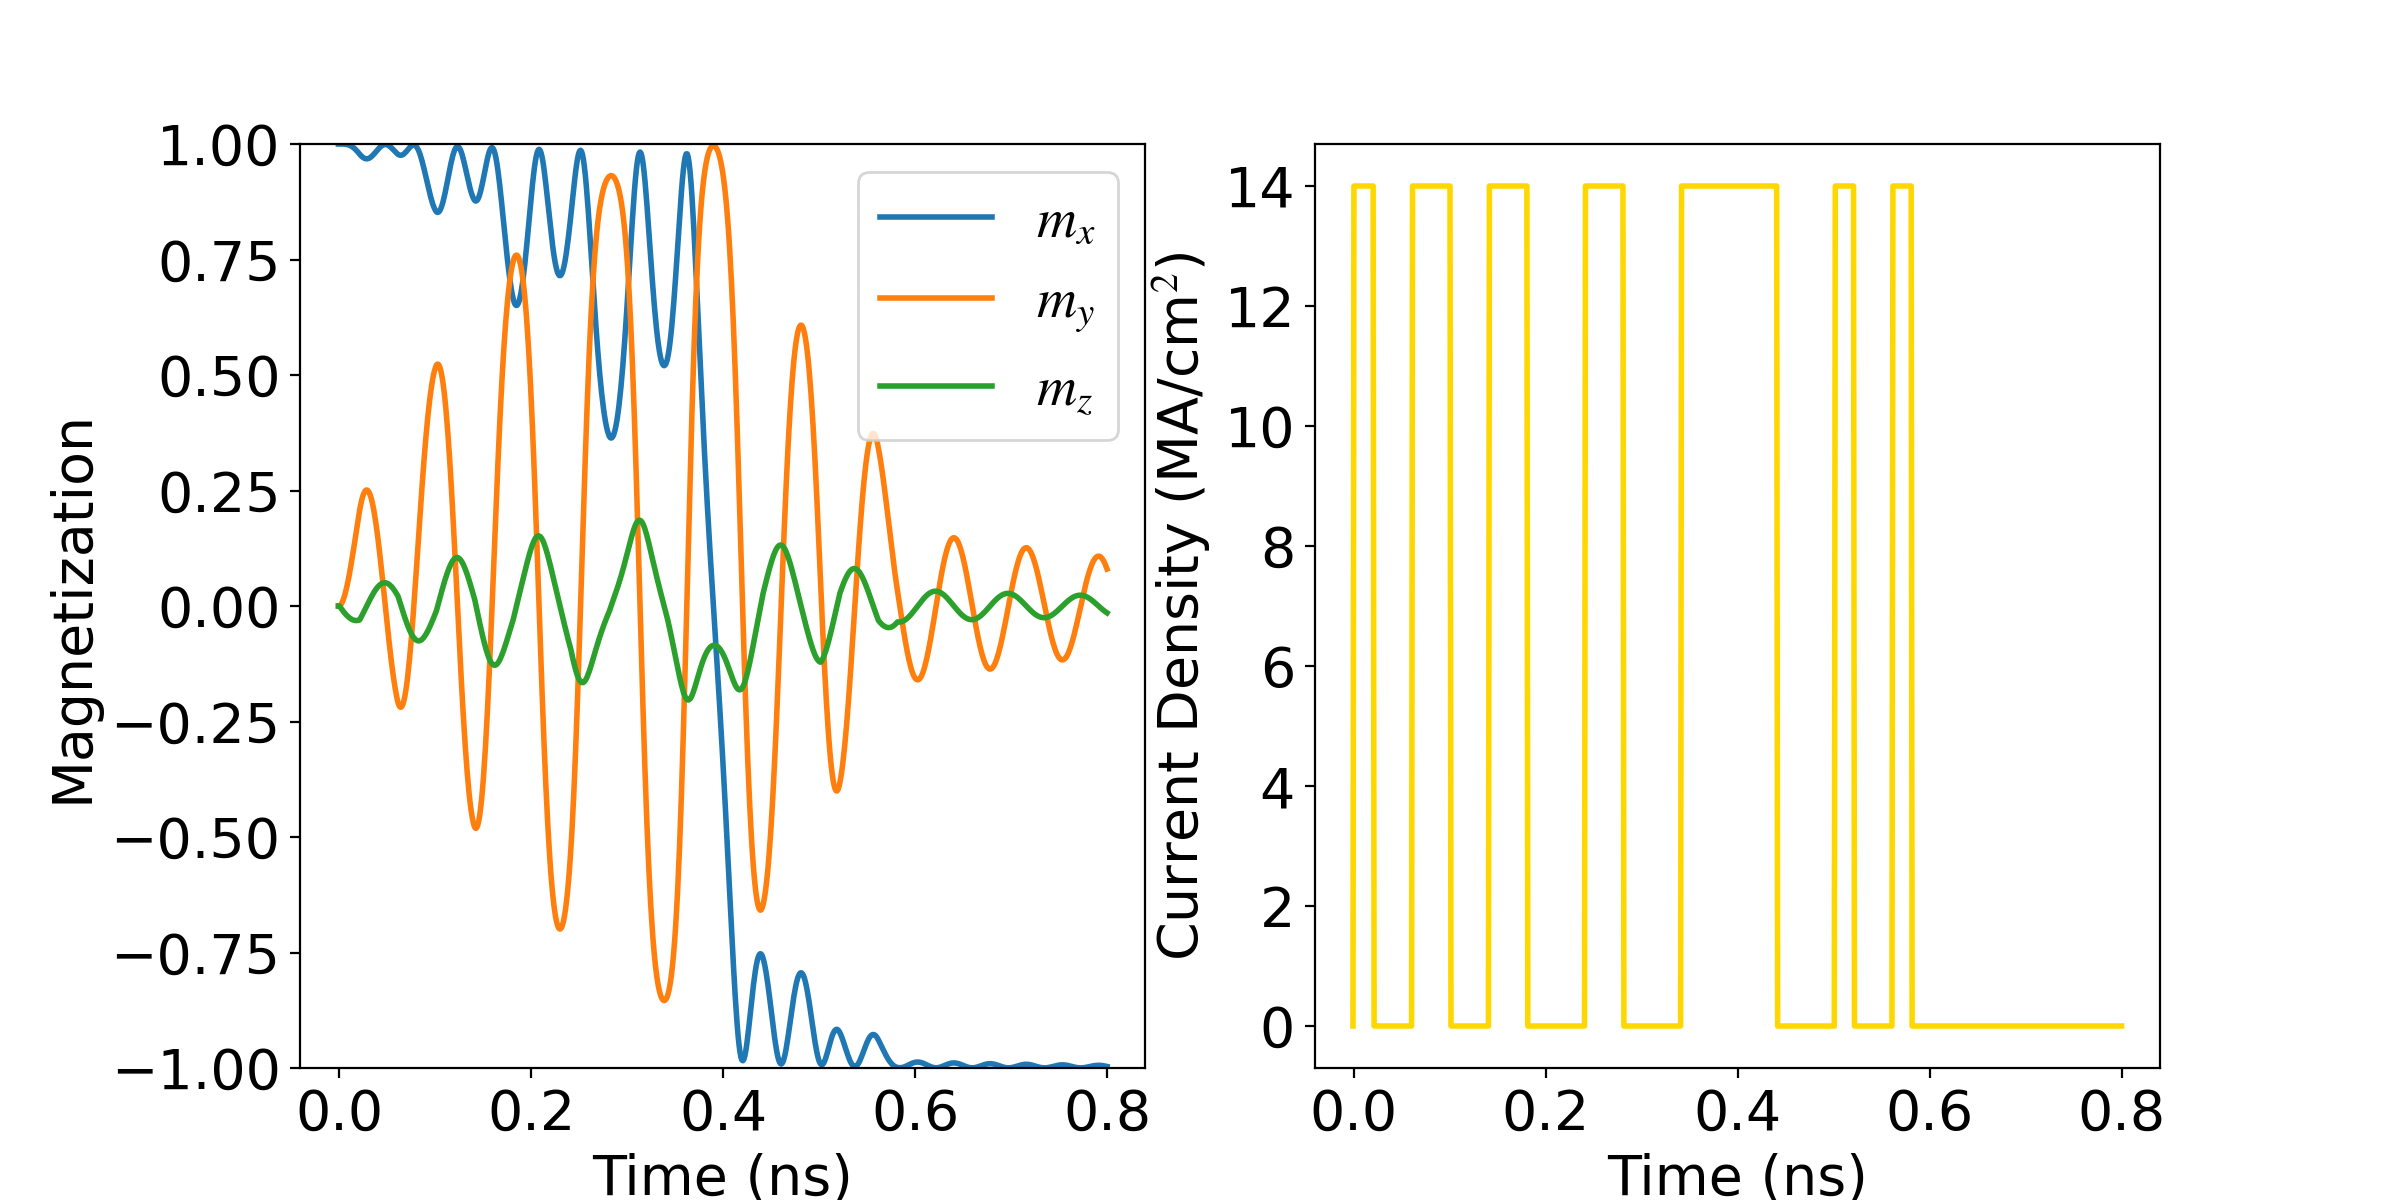 Magnetization
1.00
0.75
0.50
0.25
0.00
−0.25
−0.50
−0.75
−1.00
0.0 0.2 0.4 0.6 0.8
Time (ns)
mₓ
m_y
m_z
Current Density (MA/cm²)
14
12
10
8
6
4
2
0
0.0 0.2 0.4 0.6 0.8
Time (ns)